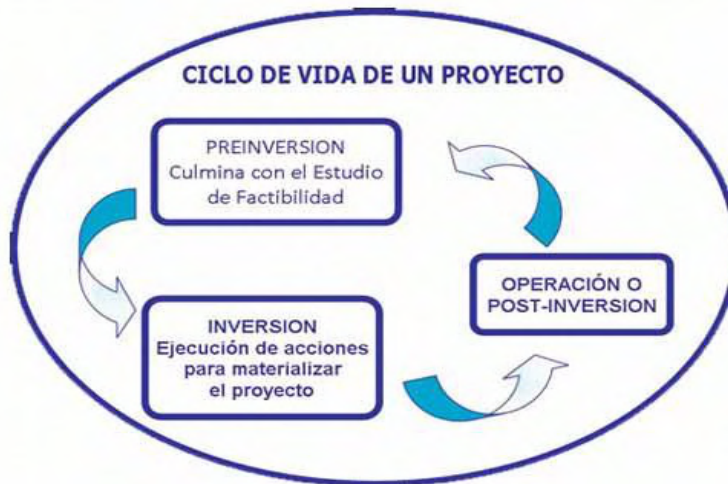 CICLO DE VIDA DE UN PROYECTO
PREINVERSION
Culmina con el Estudio
de Factibilidad
OPERACIÓN O
POST-INVERSION
INVERSION
Ejecución de acciones
para materializar
el proyecto